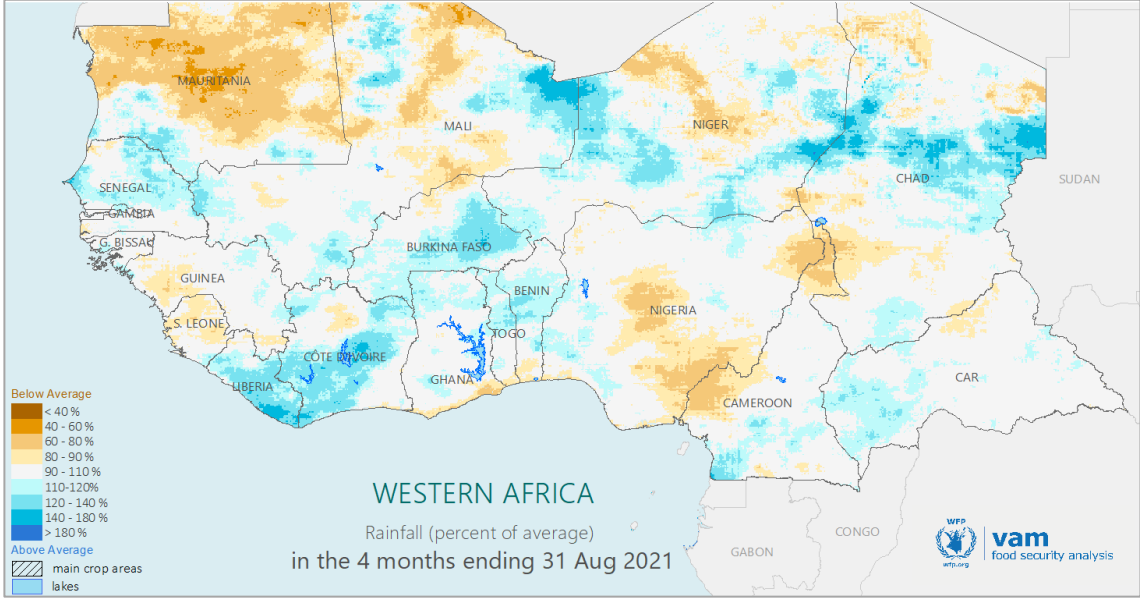 MAURITANIA
MALI
NIGER
CHAD
SUDAN
SENEGAL
GAMBIA
G. BISSAU
BURKINA FASO
GUINEA
BENIN
S. LEONE
NIGERIA
TOGO
CÔTE D'IVOIRE
LIBERIA
GHANA
CAMEROON
CAR
GABON
CONGO
Below Average
< 40 %
40 - 60 %
60 - 80 %
80 - 90 %
90 - 110 %
110-120%
120 - 140 %
140 - 180 %
> 180 %
Above Average
main crop areas
lakes
WESTERN AFRICA
Rainfall (percent of average)
in the 4 months ending 31 Aug 2021
WFP
wfp.org
vam
food security analysis